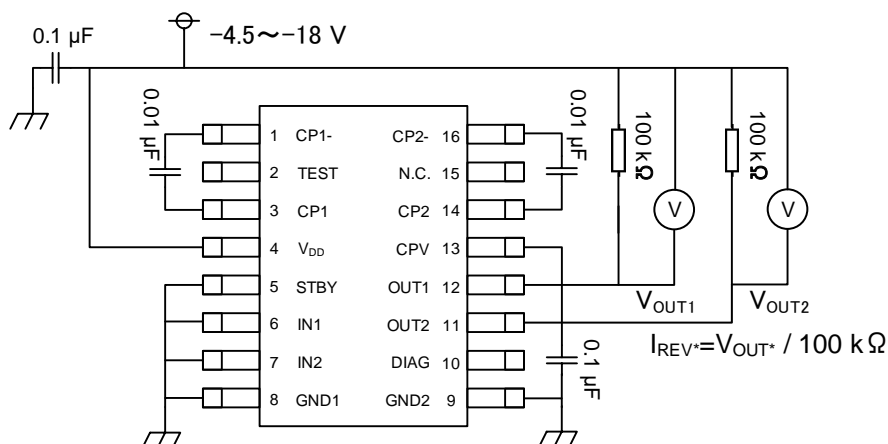 0.1 µF
−4.5～−18 V
0.01 µF
0.01 µF
100 kΩ
100 kΩ
1 CP1-
CP2- 16
2 TEST
N.C. 15
3 CP1
CP2 14
4 VDD
CPV 13
5 STBY
OUT1 12
6 IN1
OUT2 11
7 IN2
DIAG 10
8 GND1
GND2 9
V
V
VOUT1
VOUT2
IREV*=VOUT* / 100 kΩ
0.1 µF